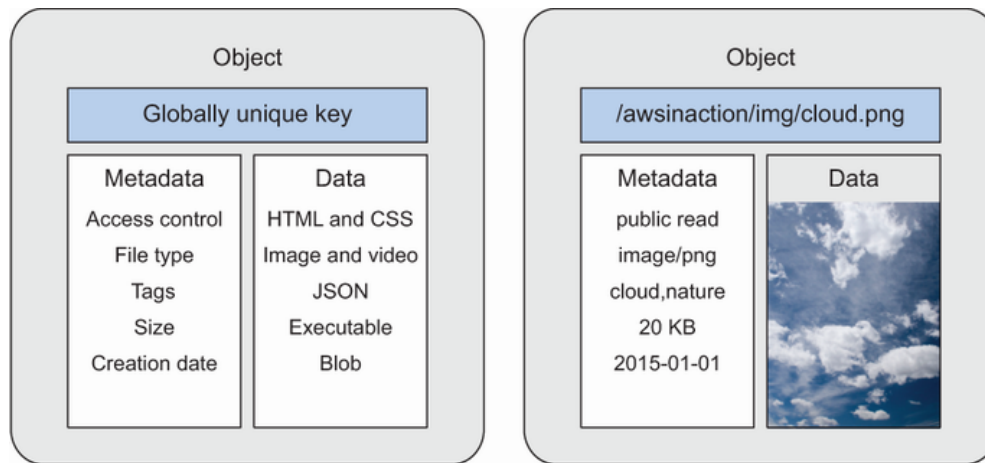 Object
Globally unique key
Metadata
Access control
File type
Tags
Size
Creation date
Data
HTML and CSS
Image and video
JSON
Executable
Blob
Object
/awsinaction/img/cloud.png
Metadata
public read
image/png
cloud,nature
20 KB
2015-01-01
Data